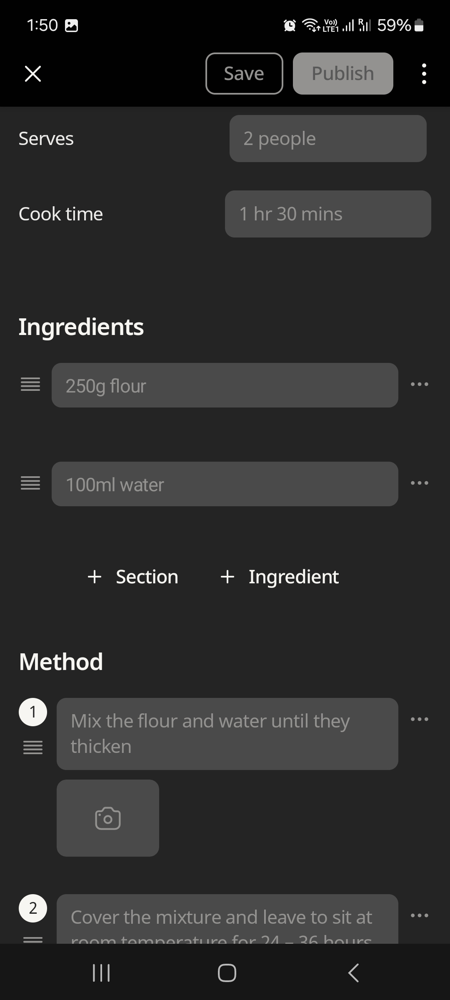 1:50
Vo)) LTE1 R 59%
Save Publish
Serves 2 people
Cook time 1 hr 30 mins
Ingredients
250g flour
100ml water
+ Section + Ingredient
Method
1 Mix the flour and water until they
thicken
2 Cover the mixture and leave to sit at
room temperature for 24 – 36 hours